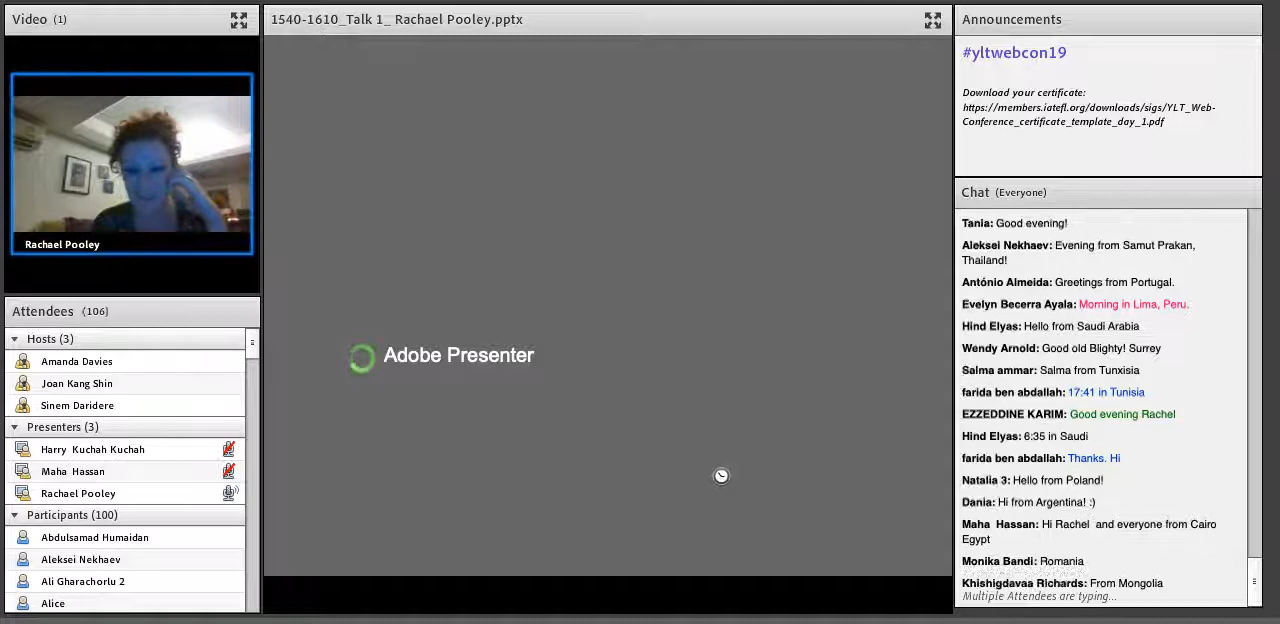 Video (1)
Rachael Pooley
Attendees (106)
Hosts (3)
Amanda Davies
Joan Kang Shin
Sinem Daridere
Presenters (3)
Harry Kuchah Kuchah
Maha Hassan
Rachael Pooley
Participants (100)
Abdulsamad Humaidan
Aleksei Nekhaev
Ali Gharachorlu 2
Alice
1540-1610_Talk 1_ Rachael Pooley.pptx
Adobe Presenter
Announcements
#yltwebcon19
Download your certificate:
https://members.iatefl.org/downloads/sigs/YLT_Web-
Conference_certificate_template_day_1.pdf
Chat (Everyone)
Tania: Good evening!
Aleksei Nekhaev: Evening from Samut Prakan,
Thailand!
António Almeida: Greetings from Portugal.
Evelyn Becerra Ayala: Morning in Lima, Peru.
Hind Elyas: Hello from Saudi Arabia
Wendy Arnold: Good old Blighty! Surrey
Salma ammar: Salma from Tunxisia
farida ben abdallah: 17:41 in Tunisia
EZZEDDINE KARIM: Good evening Rachel
Hind Elyas: 6:35 in Saudi
farida ben abdallah: Thanks. Hi
Natalia 3: Hello from Poland!
Dania: Hi from Argentina! :)
Maha Hassan: Hi Rachel and everyone from Cairo
Egypt
Monika Bandi: Romania
Khishigdavaa Richards: From Mongolia
Multiple Attendees are typing...